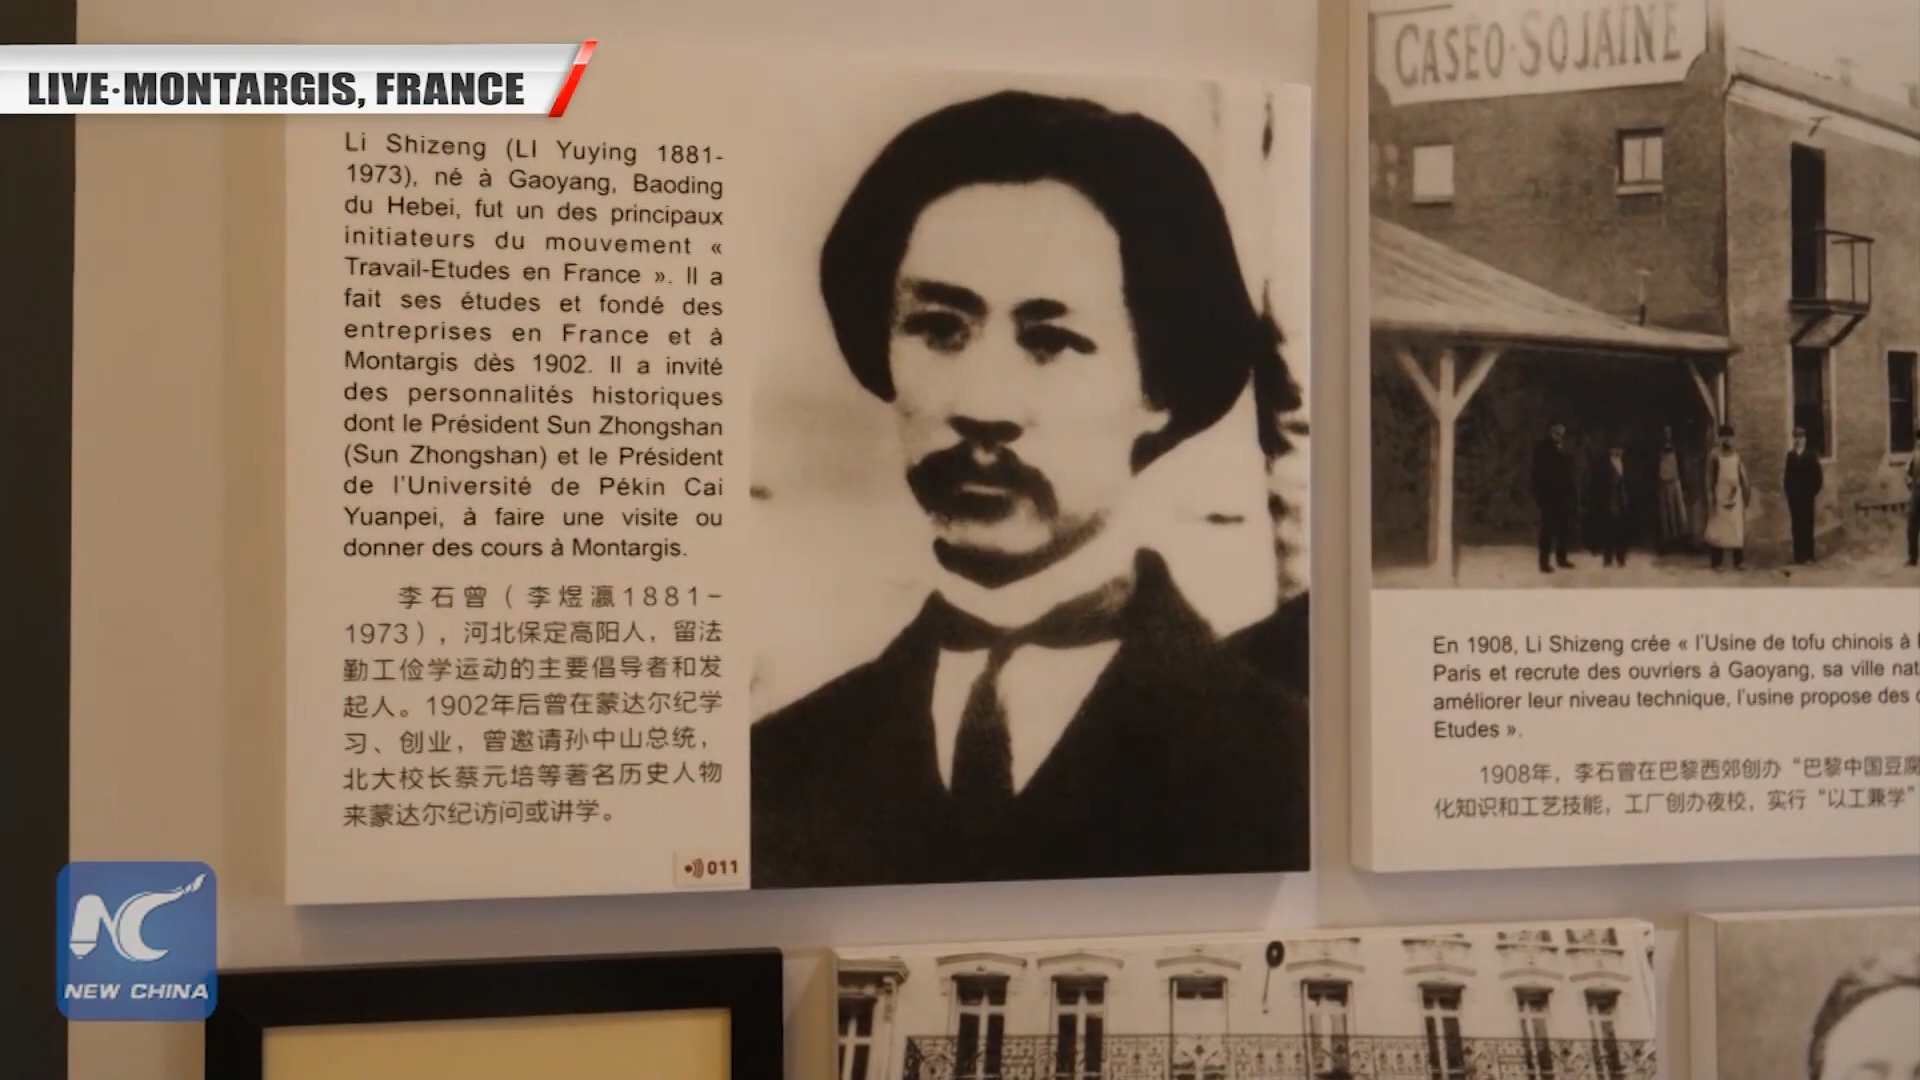 LIVE·MONTARGIS, FRANCE
Li Shizeng (LI Yuying 1881-
1973), né à Gaoyang, Baoding
du Hebei, fut un des principaux
initiateurs du mouvement «
Travail-Etudes en France ». Il a
fait ses études et fondé des
entreprises en France et à
Montargis dès 1902. Il a invité
des personnalités historiques
dont le Président Sun Zhongshan
(Sun Zhongshan) et le Président
de l'Université de Pékin Cai
Yuanpei, à faire une visite ou
donner des cours à Montargis.
李石曾（李煜瀛1881-
1973），河北保定高阳人，留法
勤工俭学运动的主要倡导者和发
起人。1902年后曾在蒙达尔纪学
习、创业，曾邀请孙中山总统，
北大校长蔡元培等著名历史人物
来蒙达尔纪访问或讲学。
011
CASÉO-SOJAÏNE
En 1908, Li Shizeng crée « l'Usine de tofu chinois à
Paris et recrute des ouvriers à Gaoyang, sa ville nat
améliorer leur niveau technique, l'usine propose des
Etudes ».
1908年，李石曾在巴黎西郊创办“巴黎中国豆腐
化知识和工艺技能，工厂创办夜校，实行“以工兼学”
NEW CHINA